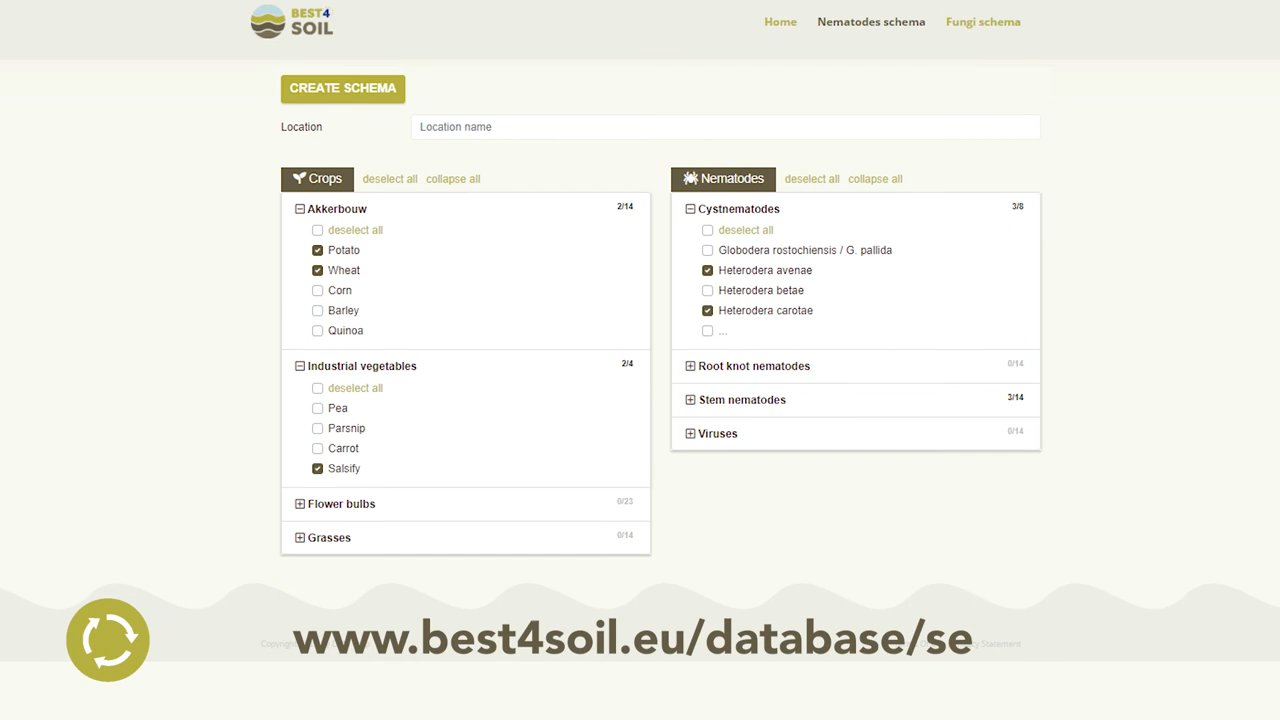 BEST4
SOIL
Home Nematodes schema Fungi schema
CREATE SCHEMA
Location Location name
Crops deselect all collapse all
Akkerbouw 2/14
deselect all
Potato
Wheat
Corn
Barley
Quinoa
Industrial vegetables 2/4
deselect all
Pea
Parsnip
Carrot
Salsify
Flower bulbs 0/23
Grasses 0/14
Nematodes deselect all collapse all
Cystnematodes 3/8
deselect all
Globodera rostochiensis / G. pallida
Heterodera avenae
Heterodera betae
Heterodera carotae
...
Root knot nematodes 0/14
Stem nematodes 3/14
Viruses 0/14
www.best4soil.eu/database/se
Statement